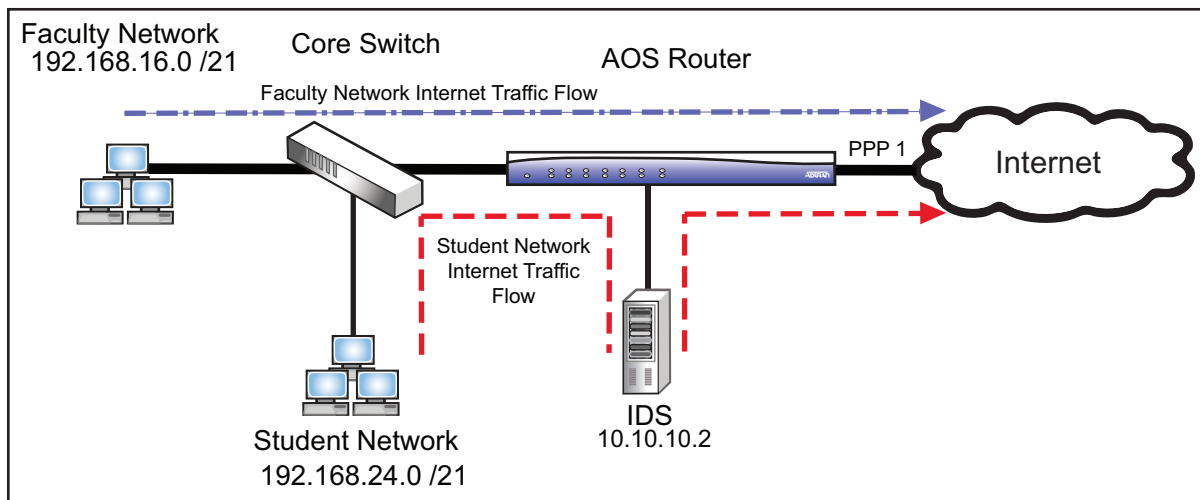 Faculty Network
192.168.16.0 /21
Core Switch
AOS Router
Faculty Network Internet Traffic Flow
PPP 1
Internet
ADTRAN
Student Network
Internet Traffic
Flow
IDS
10.10.10.2
Student Network
192.168.24.0 /21